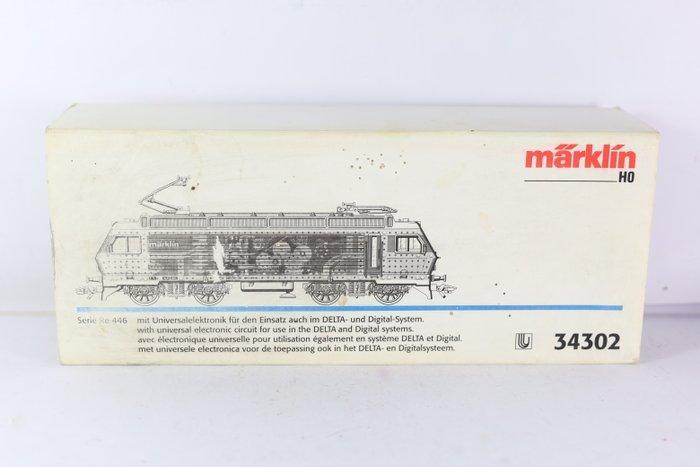 märklin
H0
märklin
Serie Re 446 mit Universalelektronik für den Einsatz auch im DELTA- und Digital-System.
with universal electronic circuit for use in the DELTA and Digital systems.
avec électronique universelle pour utilisation également en système DELTA et Digital.
met universele electronica voor de toepassing ook in het DELTA- en Digitalsysteem.
U 34302